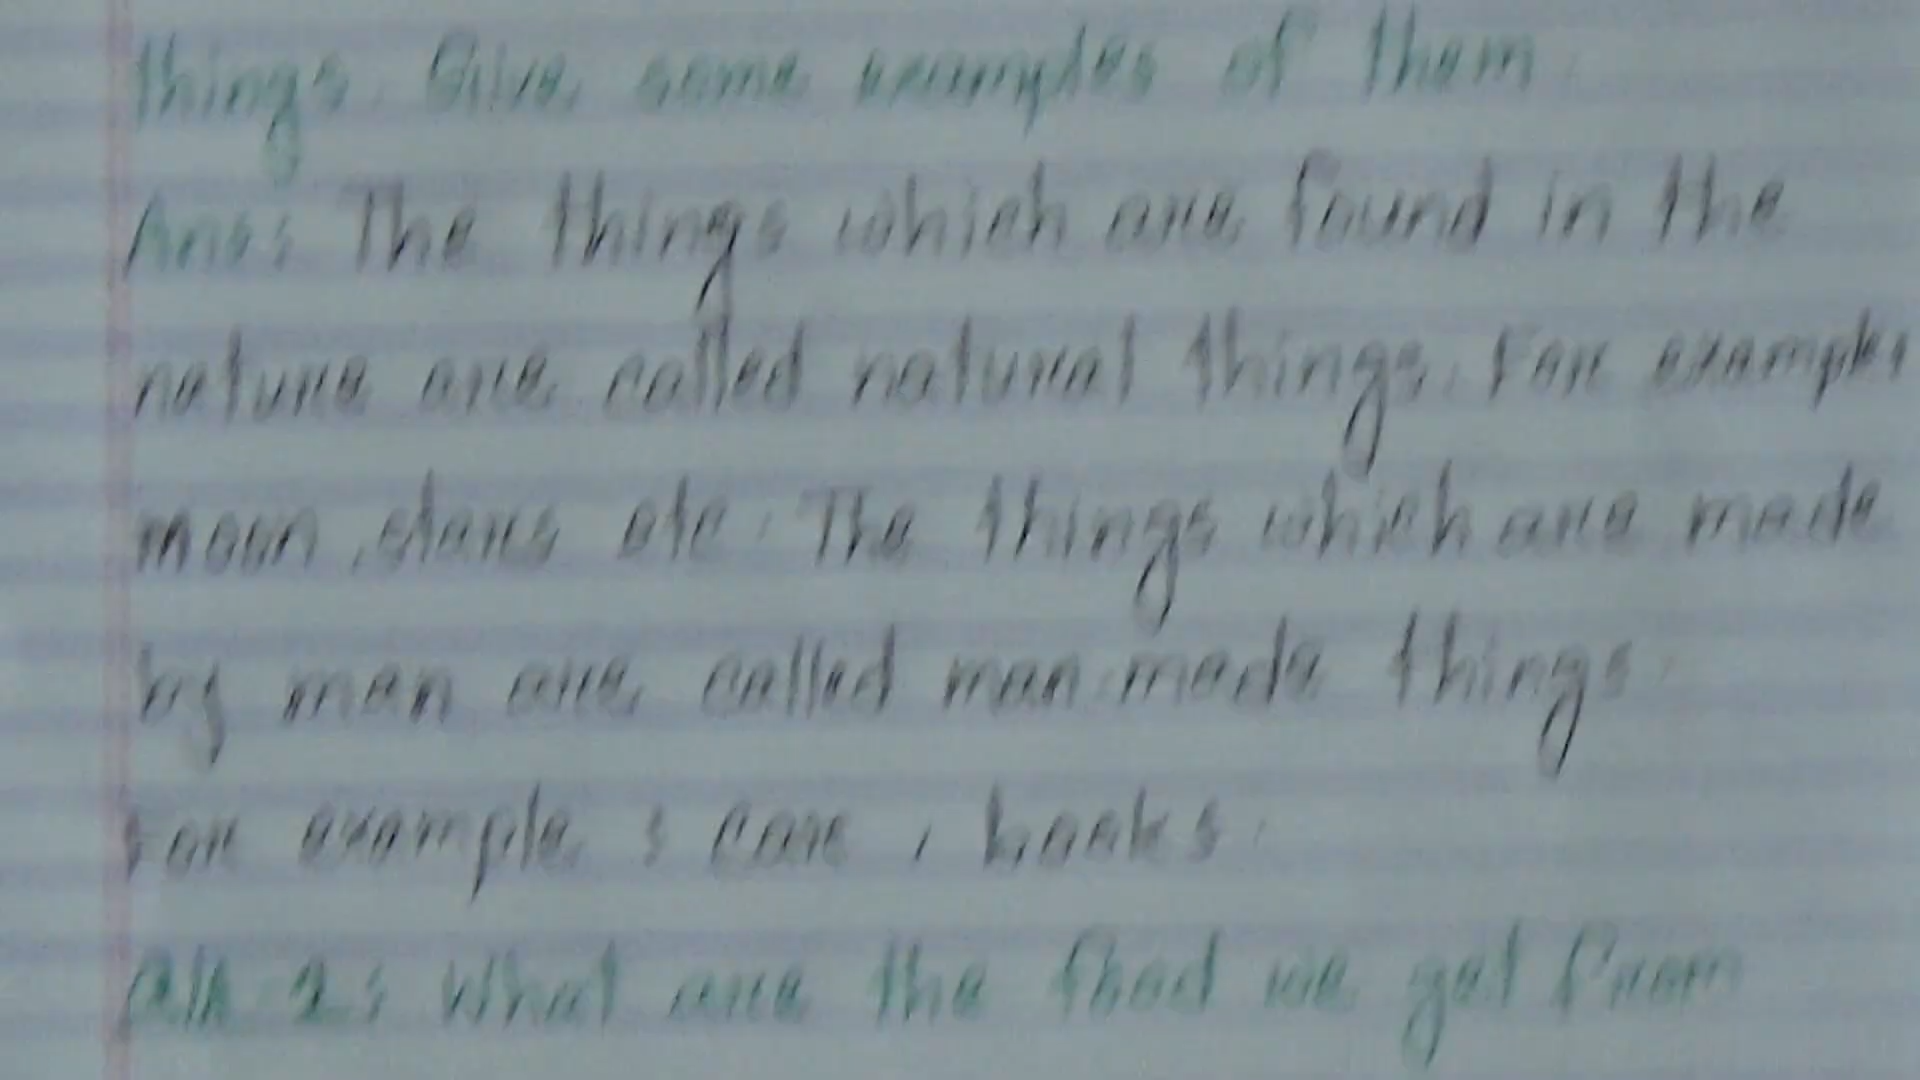 things. Give some examples of them.
Ans: The things which are found in the
nature are called natural things. For example:
moon, stars etc. The things which are made
by man are called man-made things.
For example : car , books.
Q/A 2: What are the food we get from